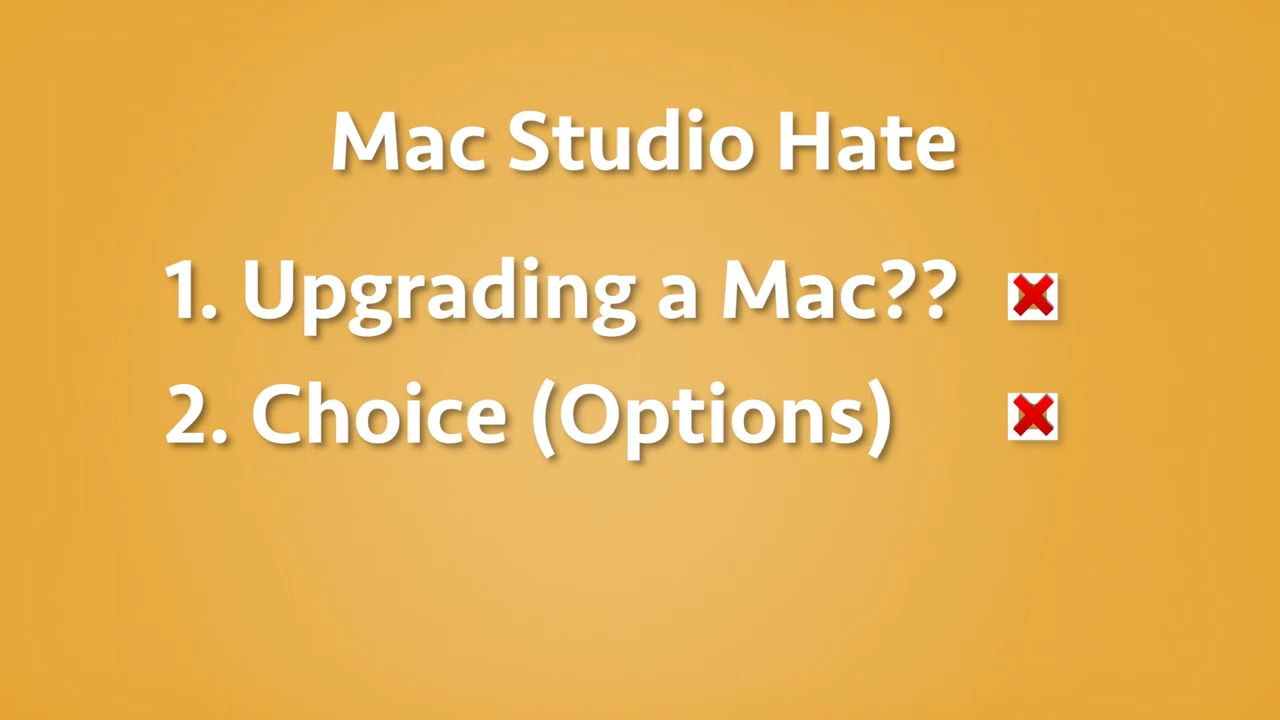 Mac Studio Hate
1. Upgrading a Mac??
2. Choice (Options)